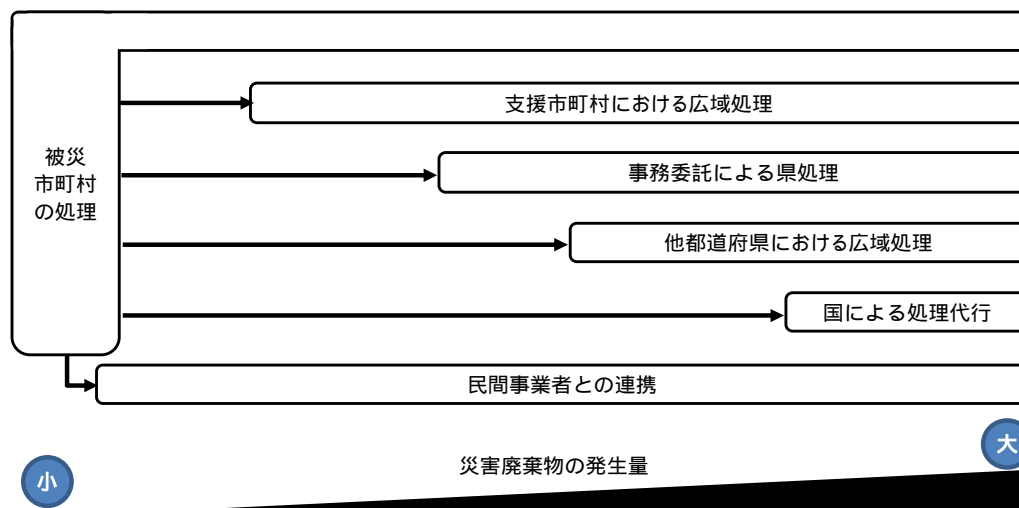 被災
市町村
の処理
支援市町村における広域処理
事務委託による県処理
他都道府県における広域処理
国による処理代行
民間事業者との連携
災害廃棄物の発生量
小
大